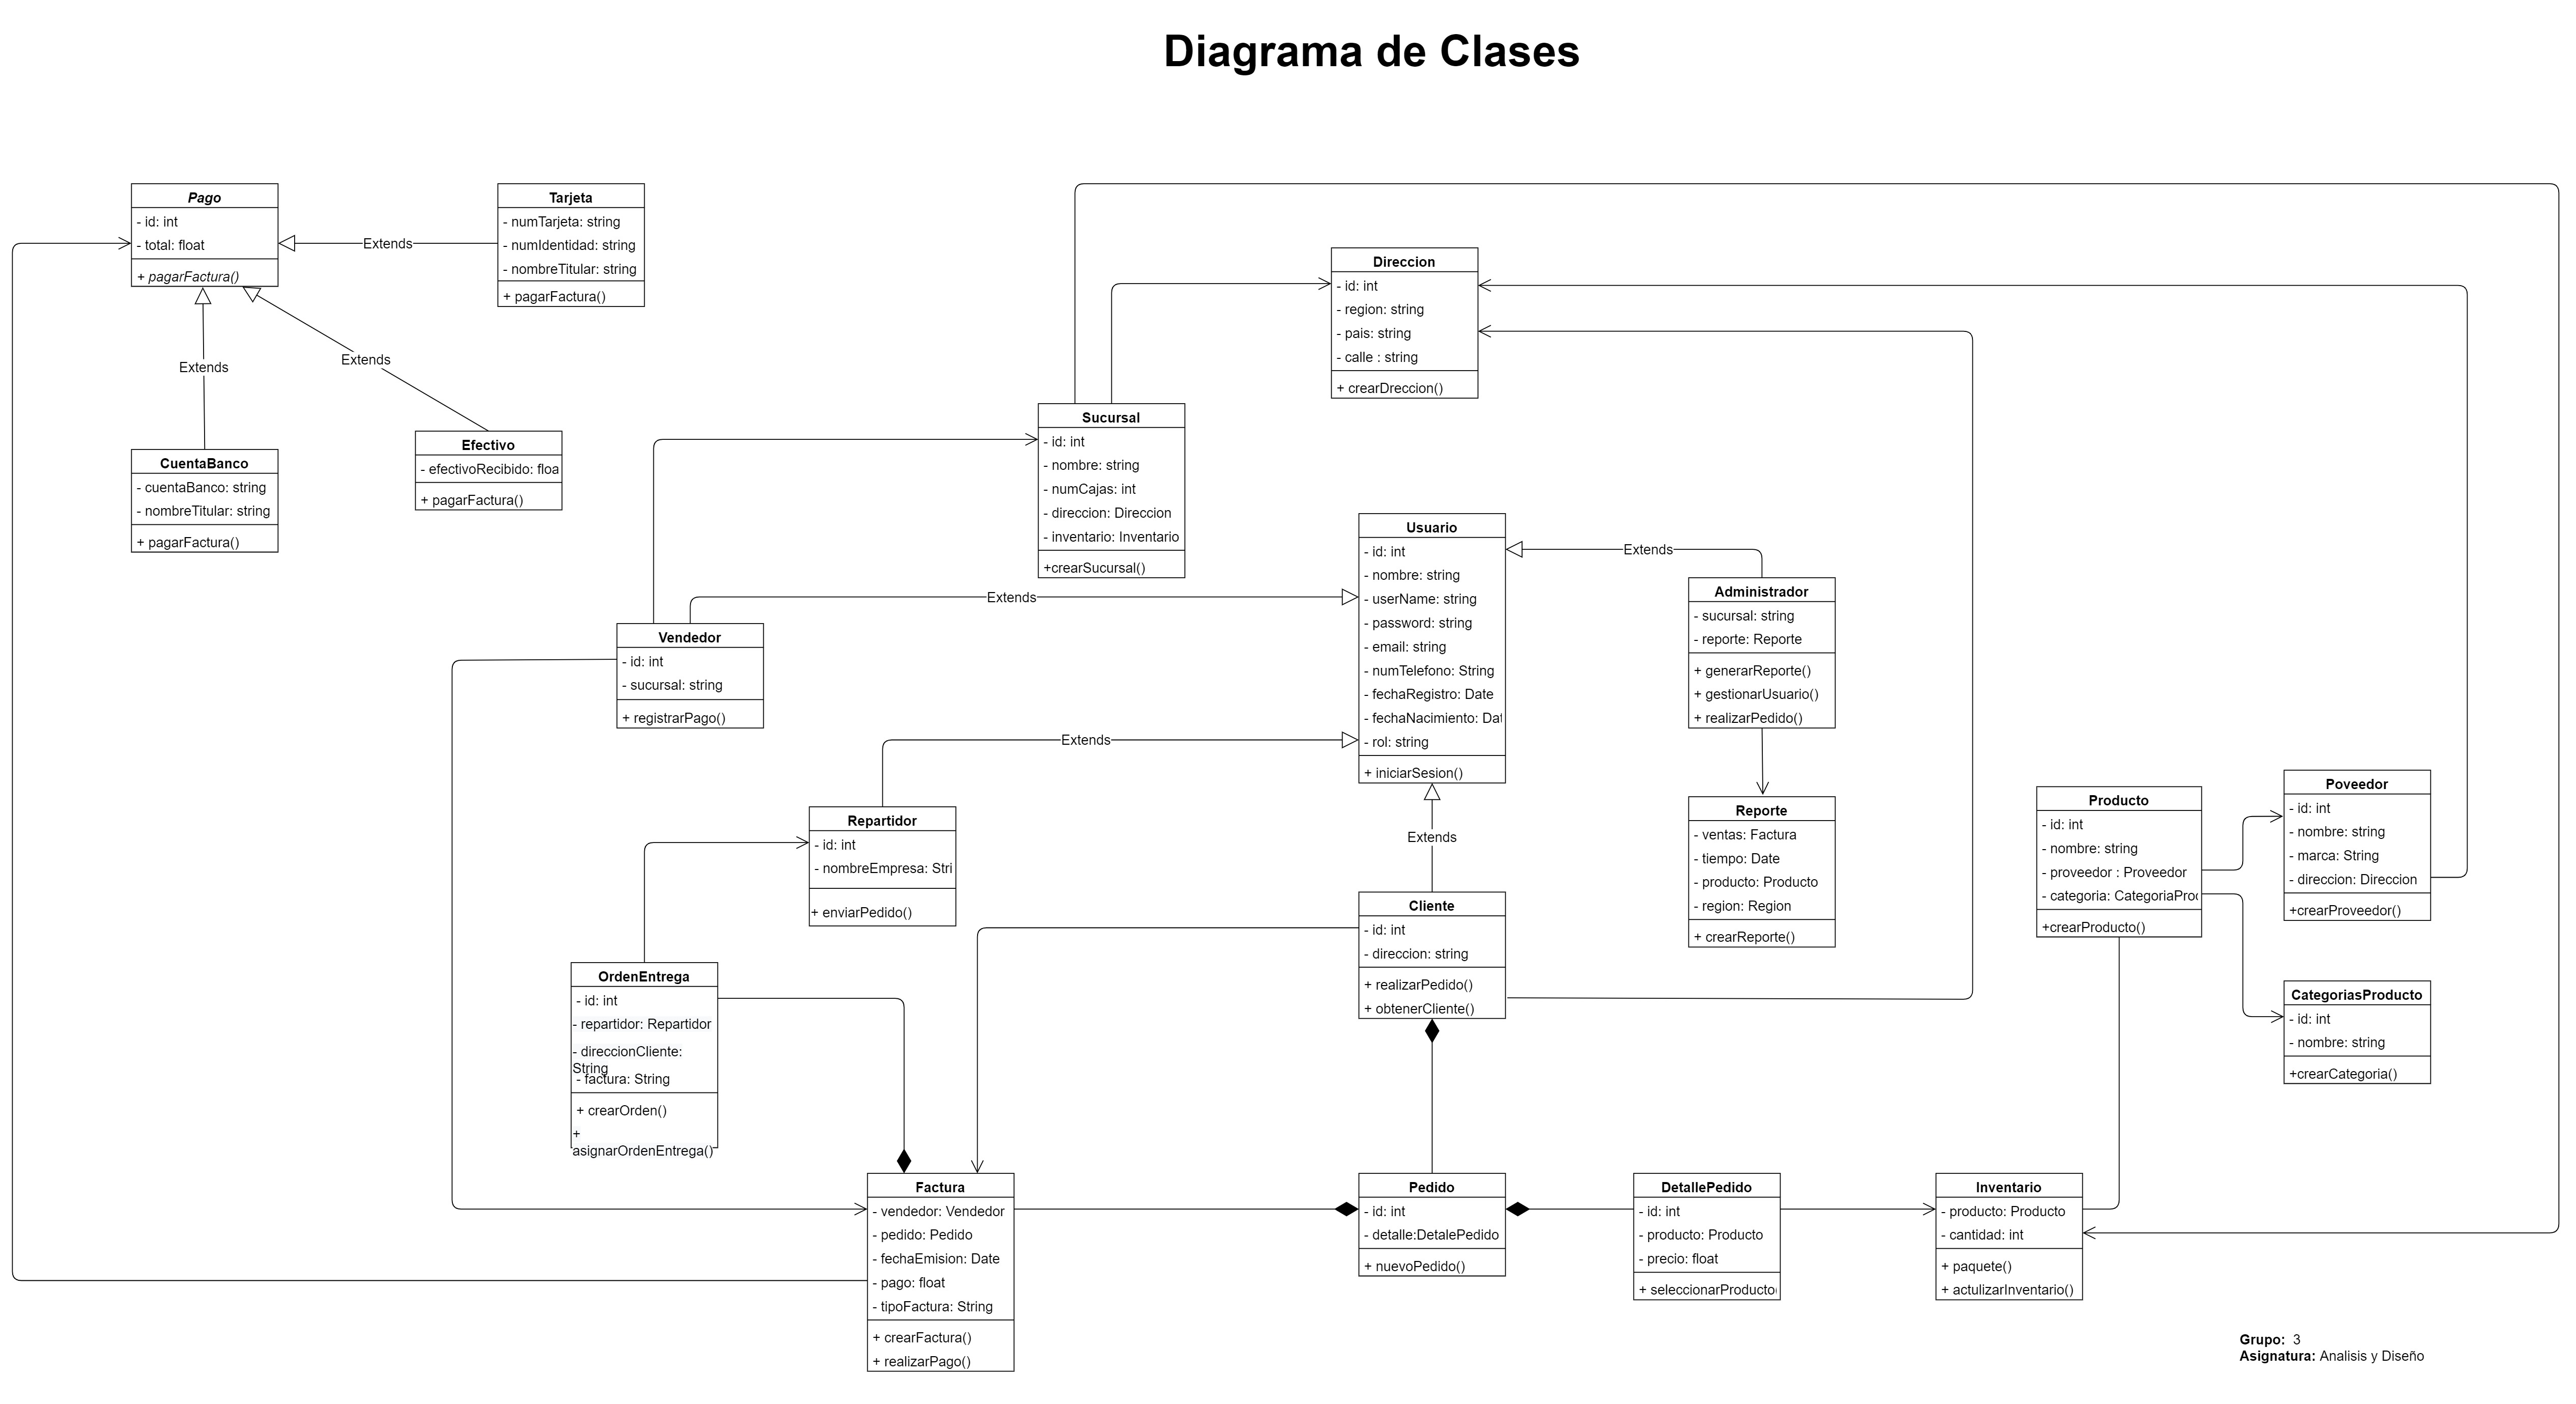 Diagrama de Clases
Pago
- id: int
- total: float
+ pagarFactura()
Extends
Tarjeta
- numTarjeta: string
- numIdentidad: string
- nombreTitular: string
+ pagarFactura()
Extends
Extends
CuentaBanco
- cuentaBanco: string
- nombreTitular: string
+ pagarFactura()
Efectivo
- efectivoRecibido: floa
+ pagarFactura()
Direccion
- id: int
- region: string
- pais: string
- calle : string
+ crearDreccion()
Sucursal
- id: int
- nombre: string
- numCajas: int
- direccion: Direccion
- inventario: Inventario
+crearSucursal()
Usuario
- id: int
- nombre: string
- userName: string
- password: string
- email: string
- numTelefono: String
- fechaRegistro: Date
- fechaNacimiento: Dat
- rol: string
+ iniciarSesion()
Extends
Administrador
- sucursal: string
- reporte: Reporte
+ generarReporte()
+ gestionarUsuario()
+ realizarPedido()
Extends
Vendedor
- id: int
- sucursal: string
+ registrarPago()
Extends
Repartidor
- id: int
- nombreEmpresa: Stri
+ enviarPedido()
Extends
Reporte
- ventas: Factura
- tiempo: Date
- producto: Producto
- region: Region
+ crearReporte()
Producto
- id: int
- nombre: string
- proveedor : Proveedor
- categoria: CategoriaProc
+crearProducto()
Poveedor
- id: int
- nombre: string
- marca: String
- direccion: Direccion
+crearProveedor()
Cliente
- id: int
- direccion: string
+ realizarPedido()
+ obtenerCliente()
OrdenEntrega
- id: int
- repartidor: Repartidor
- direccionCliente:
String
- factura: String
+ crearOrden()
+
asignarOrdenEntrega()
CategoriasProducto
- id: int
- nombre: string
+crearCategoria()
Factura
- vendedor: Vendedor
- pedido: Pedido
- fechaEmision: Date
- pago: float
- tipoFactura: String
+ crearFactura()
+ realizarPago()
Pedido
- id: int
- detalle:DetalePedido
+ nuevoPedido()
DetallePedido
- id: int
- producto: Producto
- precio: float
+ seleccionarProducto(
Inventario
- producto: Producto
- cantidad: int
+ paquete()
+ actulizarInventario()
Grupo: 3
Asignatura: Analisis y Diseño